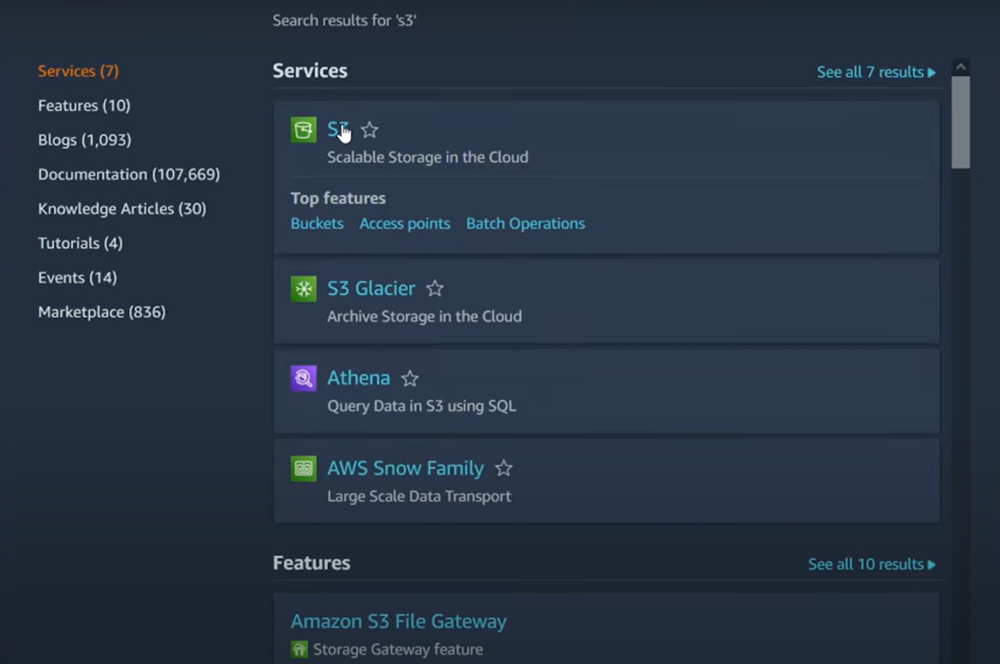 Search results for 's3'
Services (7)
Features (10)
Blogs (1,093)
Documentation (107,669)
Knowledge Articles (30)
Tutorials (4)
Events (14)
Marketplace (836)
Services
See all 7 results
S3
Scalable Storage in the Cloud
Top features
Buckets Access points Batch Operations
S3 Glacier
Archive Storage in the Cloud
Athena
Query Data in S3 using SQL
AWS Snow Family
Large Scale Data Transport
Features
See all 10 results
Amazon S3 File Gateway
Storage Gateway feature